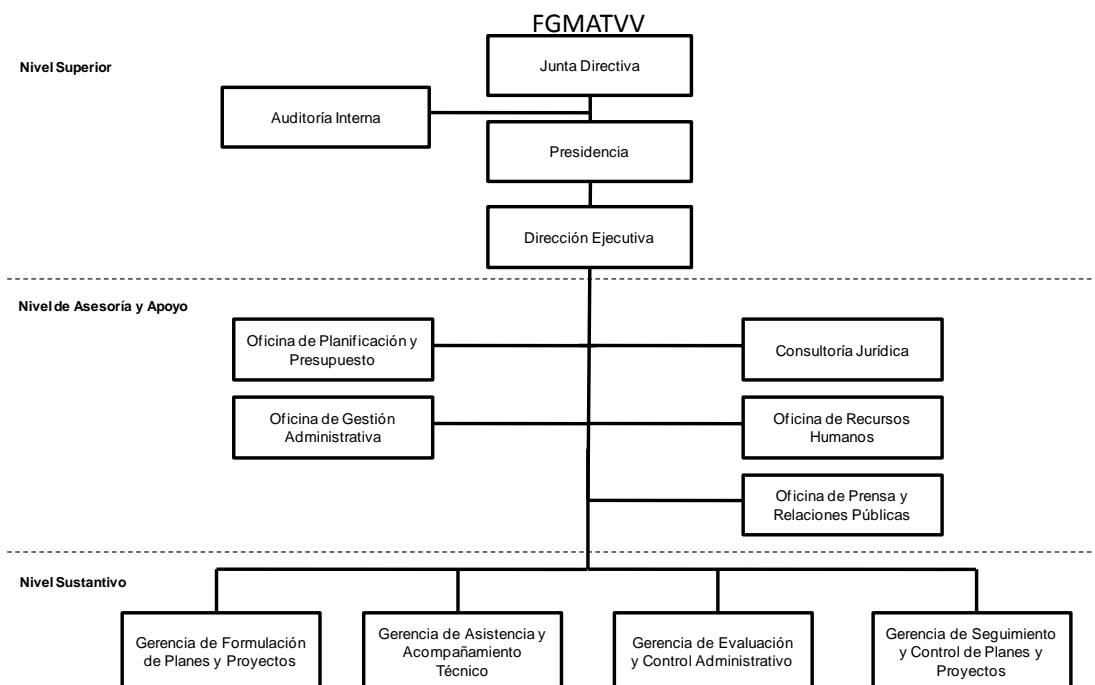 FGMATVV
Nivel Superior
Junta Directiva
Auditoría Interna
Presidencia
Dirección Ejecutiva
Nivel de Asesoría y Apoyo
Oficina de Planificación y
Presupuesto
Consultoría Jurídica
Oficina de Gestión
Administrativa
Oficina de Recursos
Humanos
Oficina de Prensa y
Relaciones Públicas
Nivel Sustantivo
Gerencia de Formulación
de Planes y Proyectos
Gerencia de Asistencia y
Acompañamiento
Técnico
Gerencia de Evaluación
y Control Administrativo
Gerencia de Seguimiento
y Control de Planes y
Proyectos